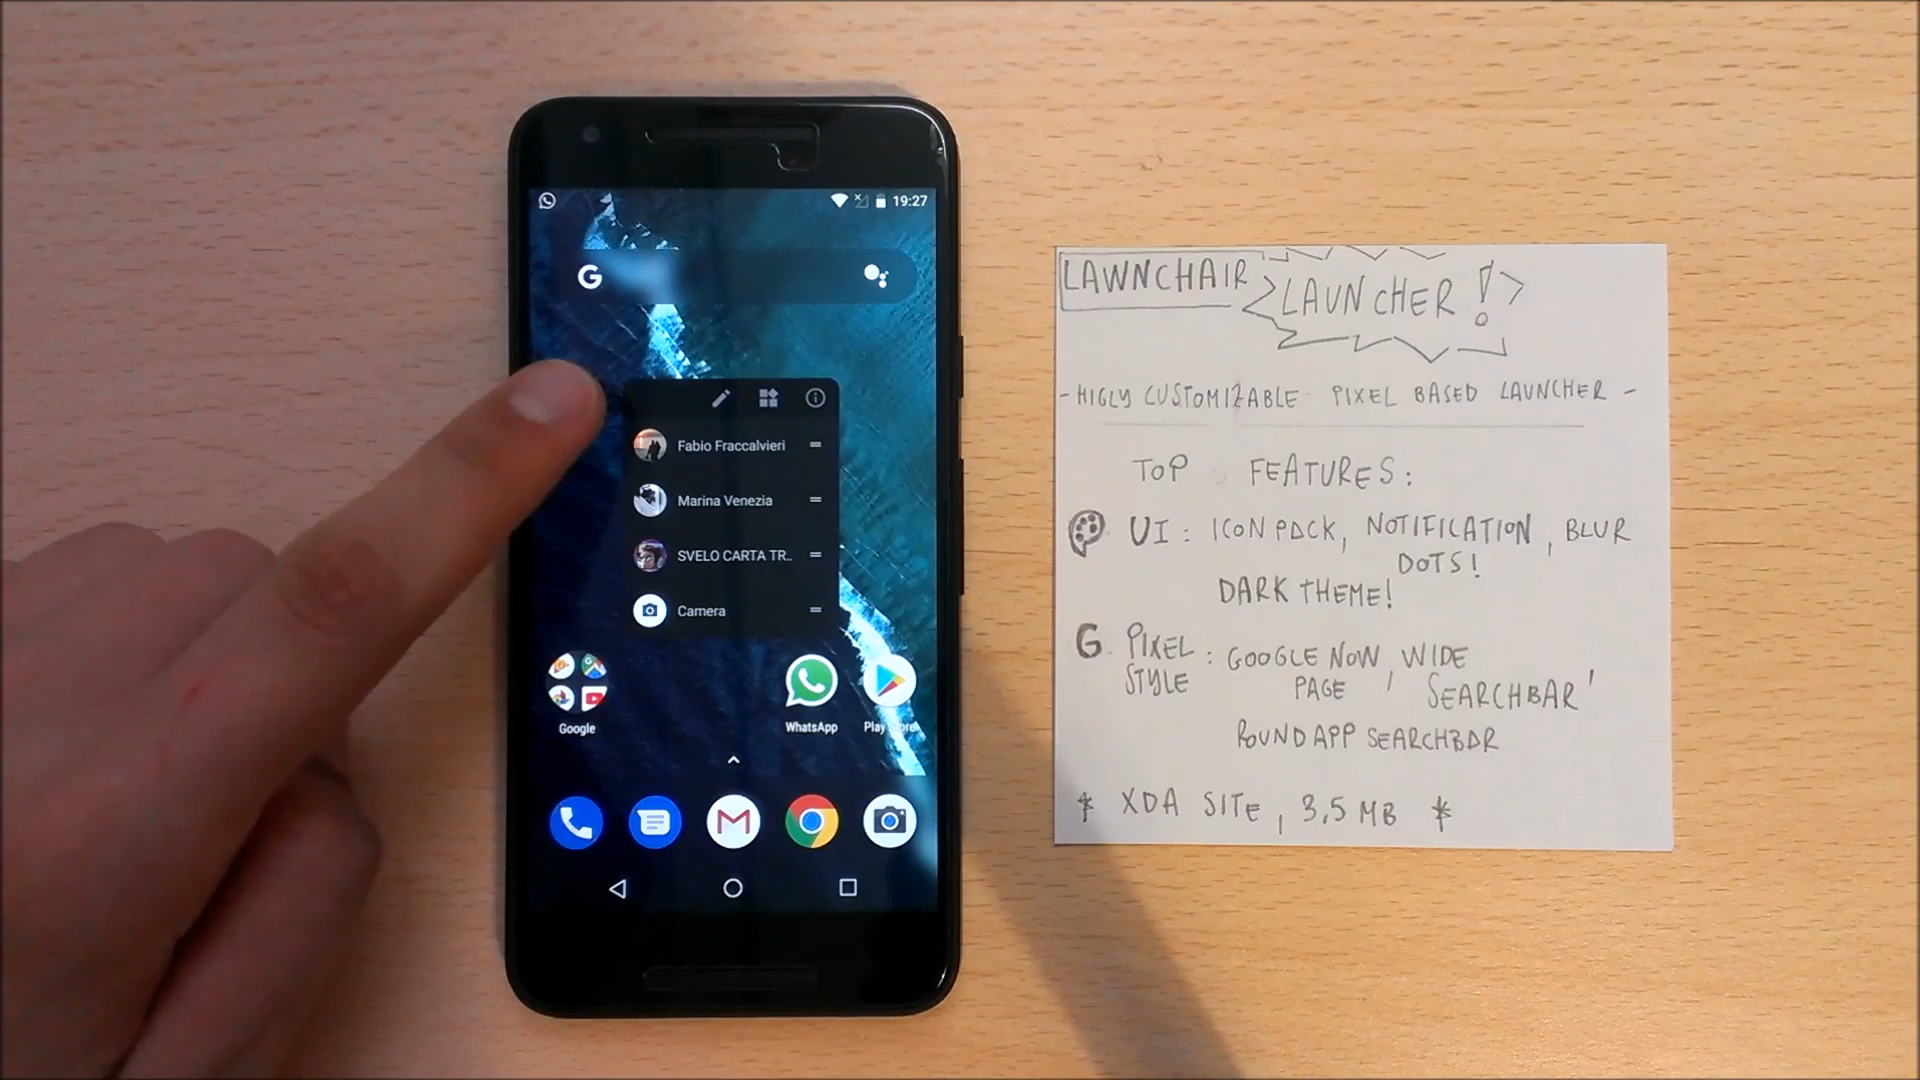 19:27
G
Fabio Fraccalvieri
Marina Venezia
SVELO CARTA TR..
Camera
Google
WhatsApp
Play Store
LAWNCHAIR
LAUNCHER!
- HIGLY CUSTOMIZABLE PIXEL BASED LAUNCHER -
TOP FEATURES:
UI: ICON PACK, NOTIFICATION, BLUR
DOTS!
DARK THEME!
G PIXEL : GOOGLE NOW, WIDE
STYLE PAGE SEARCHBAR'
ROUND APP SEARCHBAR
* XDA SITE, 3,5 MB *